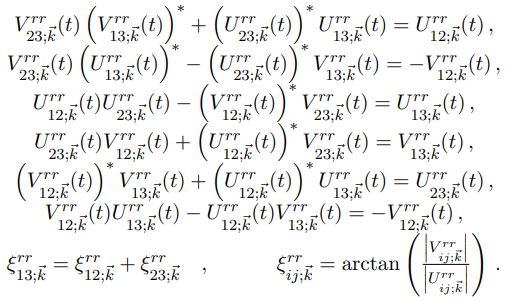 $V^{rr}_{23;\vec{k}}(t)\left(V^{rr}_{13;\vec{k}}(t)\right)^{*}+\left(U^{rr}_{23;\vec{k}}(t)\right)^{*}U^{rr}_{13;\vec{k}}(t)=U^{rr}_{12;\vec{k}}(t)\,,$
$V^{rr}_{23;\vec{k}}(t)\left(U^{rr}_{13;\vec{k}}(t)\right)^{*}-\left(U^{rr}_{23;\vec{k}}(t)\right)^{*}V^{rr}_{13;\vec{k}}(t)=-V^{rr}_{12;\vec{k}}(t)\,,$
$U^{rr}_{12;\vec{k}}(t)U^{rr}_{23;\vec{k}}(t)-\left(V^{rr}_{12;\vec{k}}(t)\right)^{*}V^{rr}_{23;\vec{k}}(t)=U^{rr}_{13;\vec{k}}(t)\,,$
$U^{rr}_{23;\vec{k}}(t)V^{rr}_{12;\vec{k}}(t)+\left(U^{rr}_{12;\vec{k}}(t)\right)^{*}V^{rr}_{23;\vec{k}}(t)=V^{rr}_{13;\vec{k}}(t)\,,$
$\left(V^{rr}_{12;\vec{k}}(t)\right)^{*}V^{rr}_{13;\vec{k}}(t)+\left(U^{rr}_{12;\vec{k}}(t)\right)^{*}U^{rr}_{13;\vec{k}}(t)=U^{rr}_{23;\vec{k}}(t)\,,$
$V^{rr}_{12;\vec{k}}(t)U^{rr}_{13;\vec{k}}(t)-U^{rr}_{12;\vec{k}}(t)V^{rr}_{13;\vec{k}}(t)=-V^{rr}_{12;\vec{k}}(t)\,,$
$\xi^{rr}_{13;\vec{k}}=\xi^{rr}_{12;\vec{k}}+\xi^{rr}_{23;\vec{k}}\quad,\qquad \xi^{rr}_{ij;\vec{k}}=\arctan\left(\frac{\left|V^{rr}_{ij;\vec{k}}\right|}{\left|U^{rr}_{ij;\vec{k}}\right|}\right)\,.$